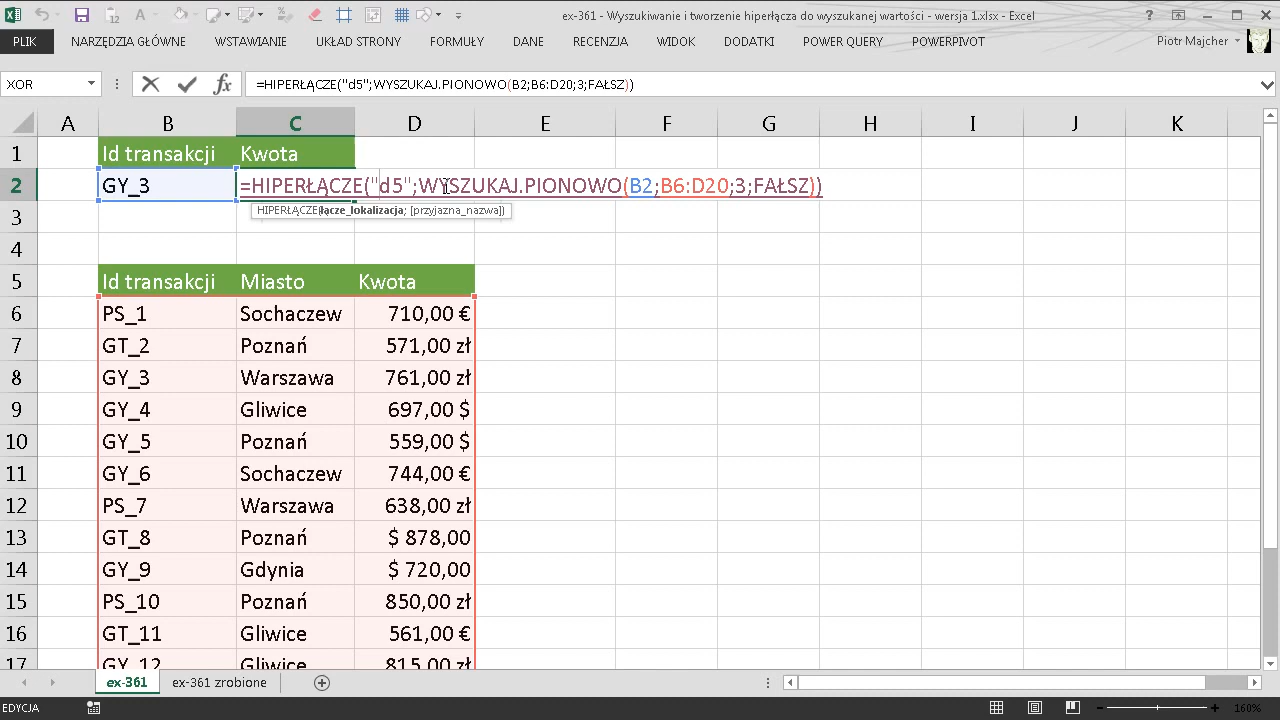 ex-361 - Wyszukiwanie i tworzenie hiperłącza do wyszukanej wartości - wersja 1.xlsx - Excel
PLIK NARZĘDZIA GŁÓWNE WSTAWIANIE UKŁAD STRONY FORMUŁY DANE RECENZJA WIDOK DODATKI POWER QUERY POWERPIVOT Piotr Majcher
XOR =HIPERŁĄCZE("d5";WYSZUKAJ.PIONOWO(B2;B6:D20;3;FAŁSZ))
A B C D E F G H I J K
1 Id transakcji Kwota
2 GY_3 =HIPERŁĄCZE("d5";WYSZUKAJ.PIONOWO(B2;B6:D20;3;FAŁSZ))
HIPERŁĄCZE(łącze_lokalizacja; [przyjazna_nazwa])
3
4
5 Id transakcji Miasto Kwota
6 PS_1 Sochaczew 710,00 €
7 GT_2 Poznań 571,00 zł
8 GY_3 Warszawa 761,00 zł
9 GY_4 Gliwice 697,00 $
10 GY_5 Poznań 559,00 $
11 GY_6 Sochaczew 744,00 €
12 PS_7 Warszawa 638,00 zł
13 GT_8 Poznań $ 878,00
14 GY_9 Gdynia $ 720,00
15 PS_10 Poznań 850,00 zł
16 GT_11 Gliwice 561,00 €
17 GY_12 Gliwice 815,00 zł
ex-361 ex-361 zrobione
EDYCJA 160%